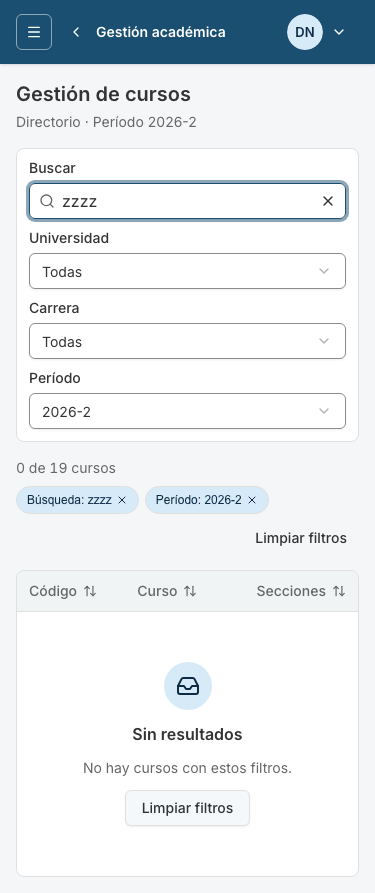 Gestión académica
DN
Gestión de cursos
Directorio · Período 2026-2
Buscar
zzzz
Universidad
Todas
Carrera
Todas
Período
2026-2
0 de 19 cursos
Búsqueda: zzzz
Período: 2026-2
Limpiar filtros
Código
Curso
Secciones
Sin resultados
No hay cursos con estos filtros.
Limpiar filtros